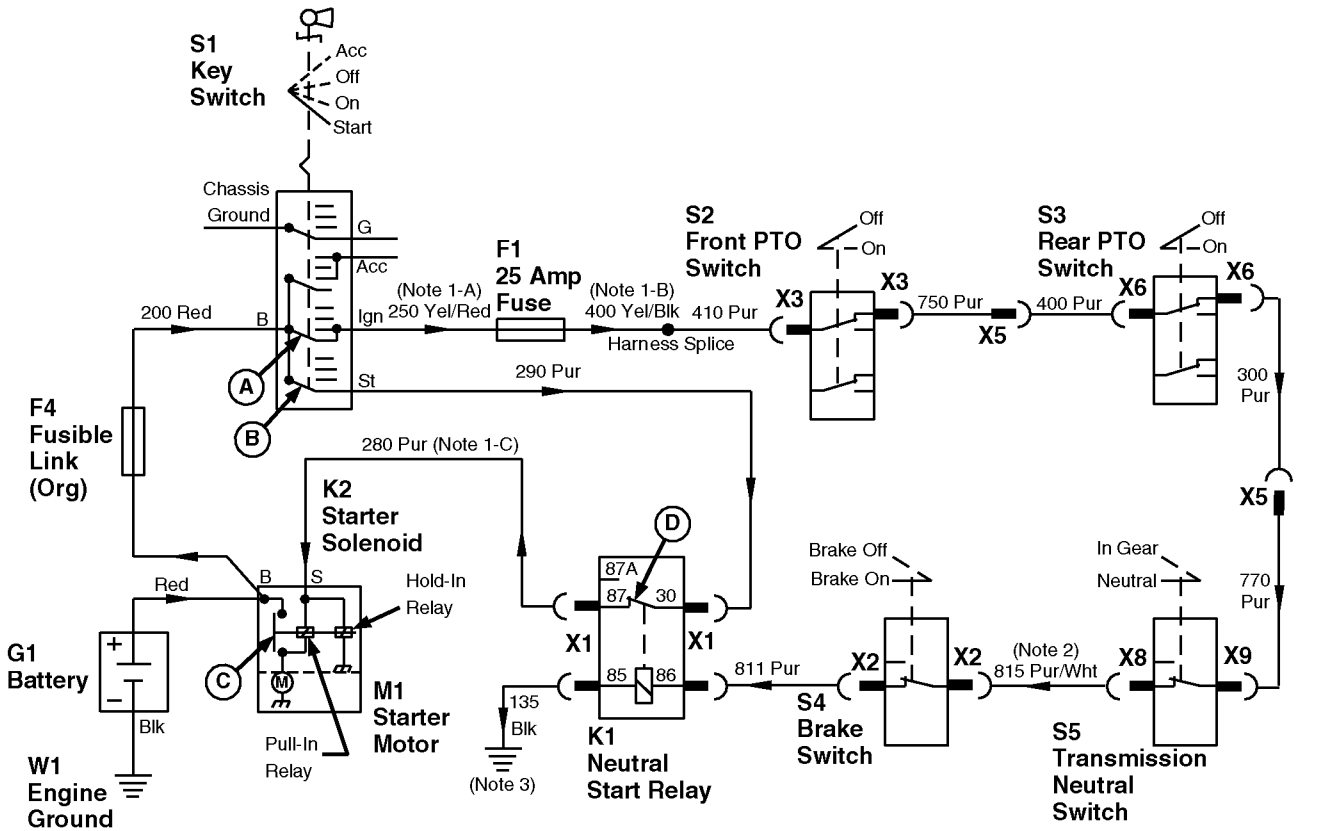 S1
Key
Switch
Acc
Off
On
Start
Chassis
Ground
G
Acc
200 Red
B
Ign
(Note 1-A)
250 Yel/Red
F1
25 Amp
Fuse
(Note 1-B)
400 Yel/Blk
410 Pur
Harness Splice
S2
Front PTO
Switch
Off
On
X3
X3
750 Pur
X5
400 Pur
S3
Rear PTO
Switch
Off
On
X6
X6
A
St
290 Pur
B
300
Pur
F4
Fusible
Link
(Org)
280 Pur (Note 1-C)
X5
K2
Starter
Solenoid
D
B
S
Hold-In
Relay
Red
87A
87
30
X1
X1
Brake Off
Brake On
In Gear
Neutral
770
Pur
G1
Battery
+
−
C
M
M1
Starter
Motor
85
86
811 Pur
X2
X2
(Note 2)
815 Pur/Wht
X8
X9
135
Blk
S4
Brake
Switch
S5
Transmission
Neutral
Switch
Blk
Pull-In
Relay
(Note 3)
K1
Neutral
Start Relay
W1
Engine
Ground